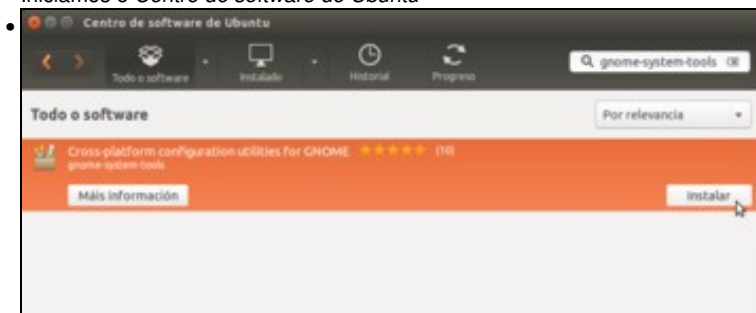 Iniciamos o Centro de software de Ubuntu
Centro de software de Ubuntu
Todo o software
Instalado
Historial
Progreso
gnome-system-tools
Todo o software
Por relevancia
Cross-platform configuration utilities for GNOME (10)
gnome-system-tools
Máis información
Instalar